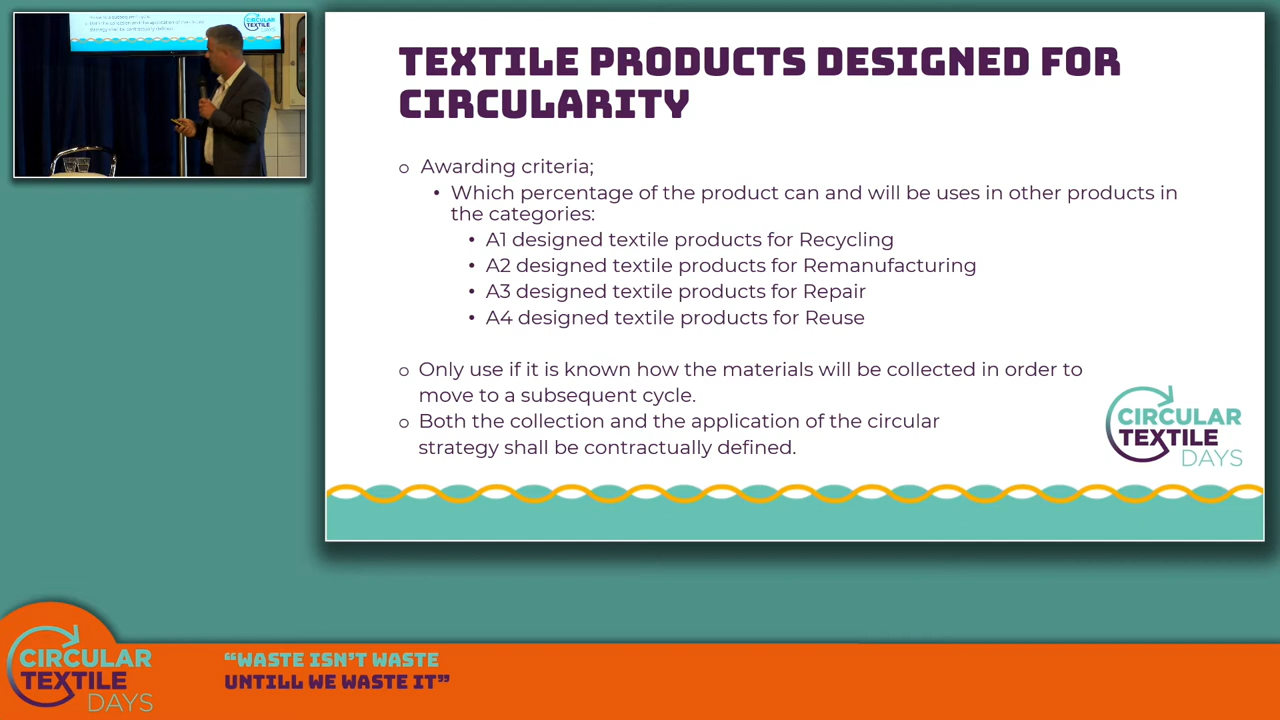 TEXTILE PRODUCTS DESIGNED FOR
CIRCULARITY
Awarding criteria;
Which percentage of the product can and will be uses in other products in
the categories:
A1 designed textile products for Recycling
A2 designed textile products for Remanufacturing
A3 designed textile products for Repair
A4 designed textile products for Reuse
Only use if it is known how the materials will be collected in order to
move to a subsequent cycle.
Both the collection and the application of the circular
strategy shall be contractually defined.
CIRCULAR
TEXTILE
DAYS
CIRCULAR
TEXTILE
DAYS
CIRCULAR
TEXTILE
DAYS
“WASTE ISN’T WASTE
UNTILL WE WASTE IT”